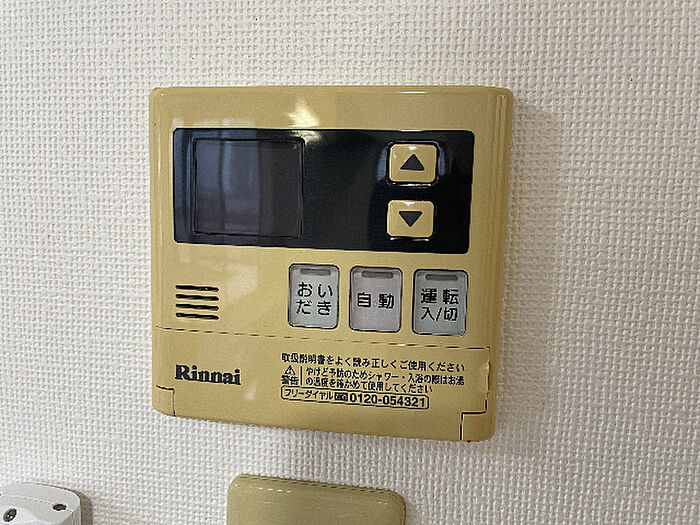 ▲
▼
おい
だき
自動
運転
入/切
取扱説明書をよく読み正しくご使用ください
⚠警告 やけど予防のためシャワー・入浴の際はお湯
の温度を確かめて使用してください
フリーダイヤル 0120-054321
Rinnai